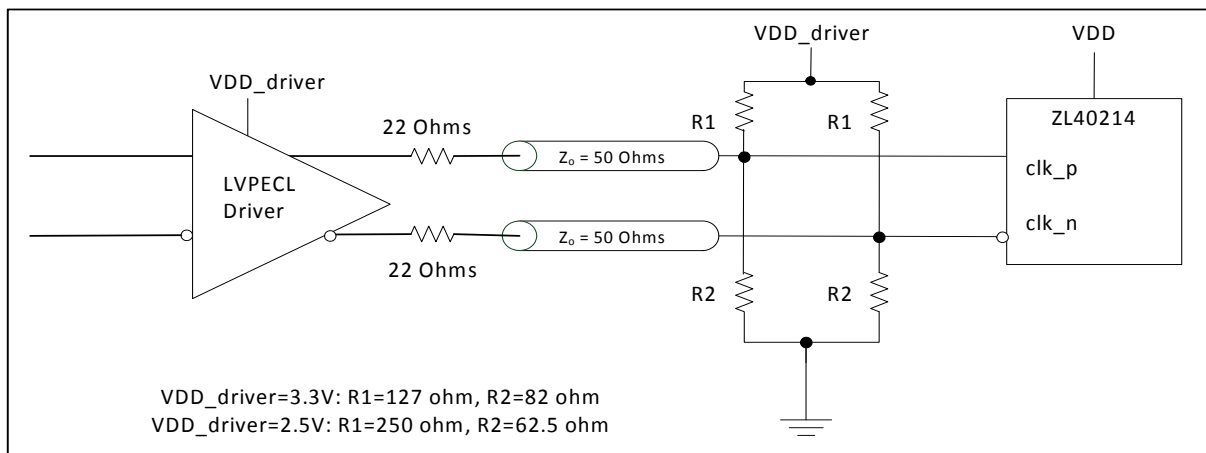 VDD_driver
VDD
VDD_driver
22 Ohms
R1
R1
ZL40214
Zo = 50 Ohms
clk_p
LVPECL
Driver
clk_n
Zo = 50 Ohms
22 Ohms
R2
R2
VDD_driver=3.3V: R1=127 ohm, R2=82 ohm
VDD_driver=2.5V: R1=250 ohm, R2=62.5 ohm